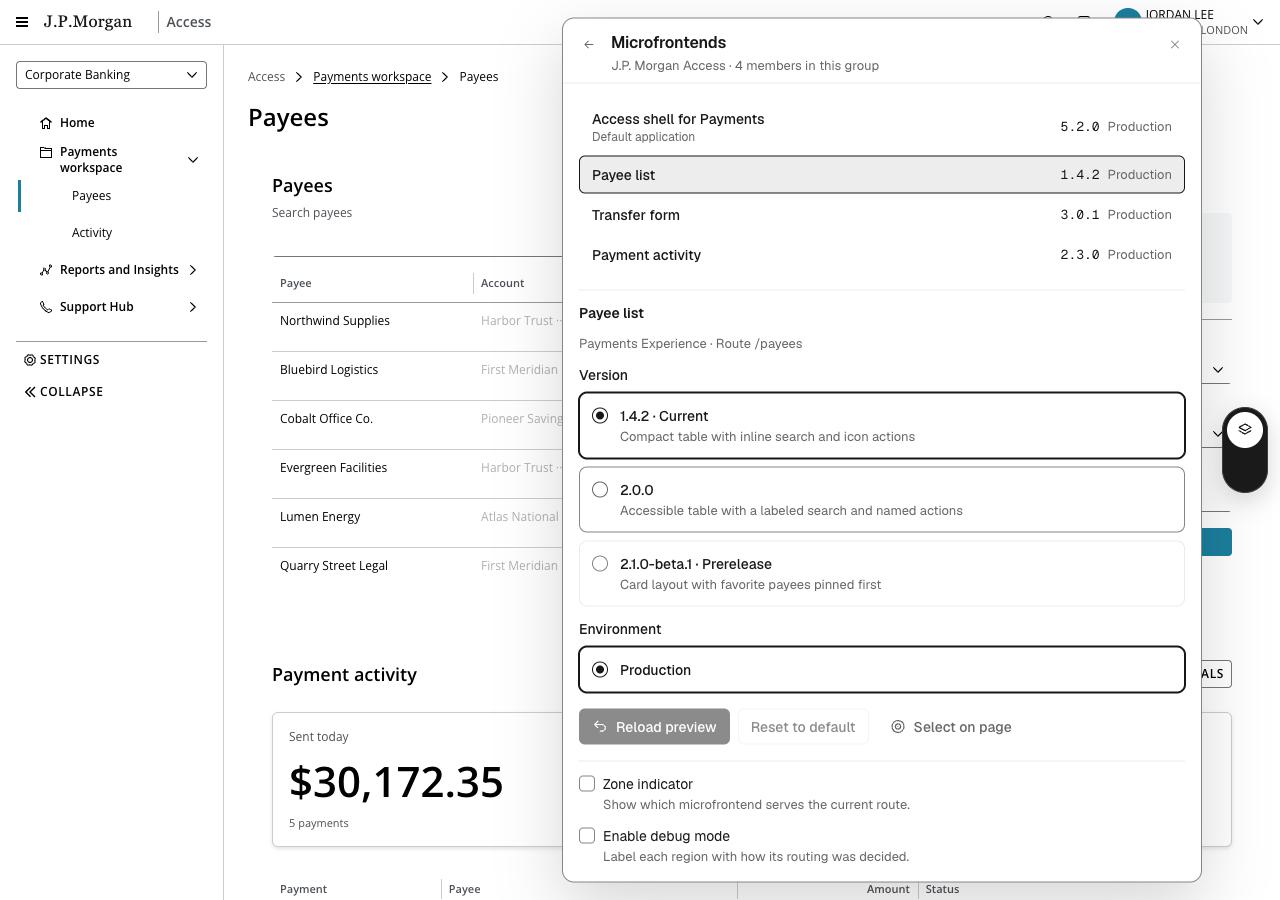 J.P.Morgan
Access
JORDAN LEE
LONDON
Corporate Banking
Home
Payments workspace
Payees
Activity
Reports and Insights
Support Hub
SETTINGS
COLLAPSE
Access
Payments workspace
Payees
Payees
Payees
Search payees
Payee Account
Northwind Supplies Harbor Trust
Bluebird Logistics First Meridian
Cobalt Office Co. Pioneer Saving
Evergreen Facilities Harbor Trust
Lumen Energy Atlas National
Quarry Street Legal First Meridian
Payment activity
Sent today
$30,172.35
5 payments
Payment Payee Amount Status
Microfrontends
J.P. Morgan Access · 4 members in this group
Access shell for Payments
Default application
5.2.0 Production
Payee list 1.4.2 Production
Transfer form 3.0.1 Production
Payment activity 2.3.0 Production
Payee list
Payments Experience · Route /payees
Version
1.4.2 · Current
Compact table with inline search and icon actions
2.0.0
Accessible table with a labeled search and named actions
2.1.0-beta.1 · Prerelease
Card layout with favorite payees pinned first
Environment
Production
Reload preview Reset to default Select on page
Zone indicator
Show which microfrontend serves the current route.
Enable debug mode
Label each region with how its routing was decided.